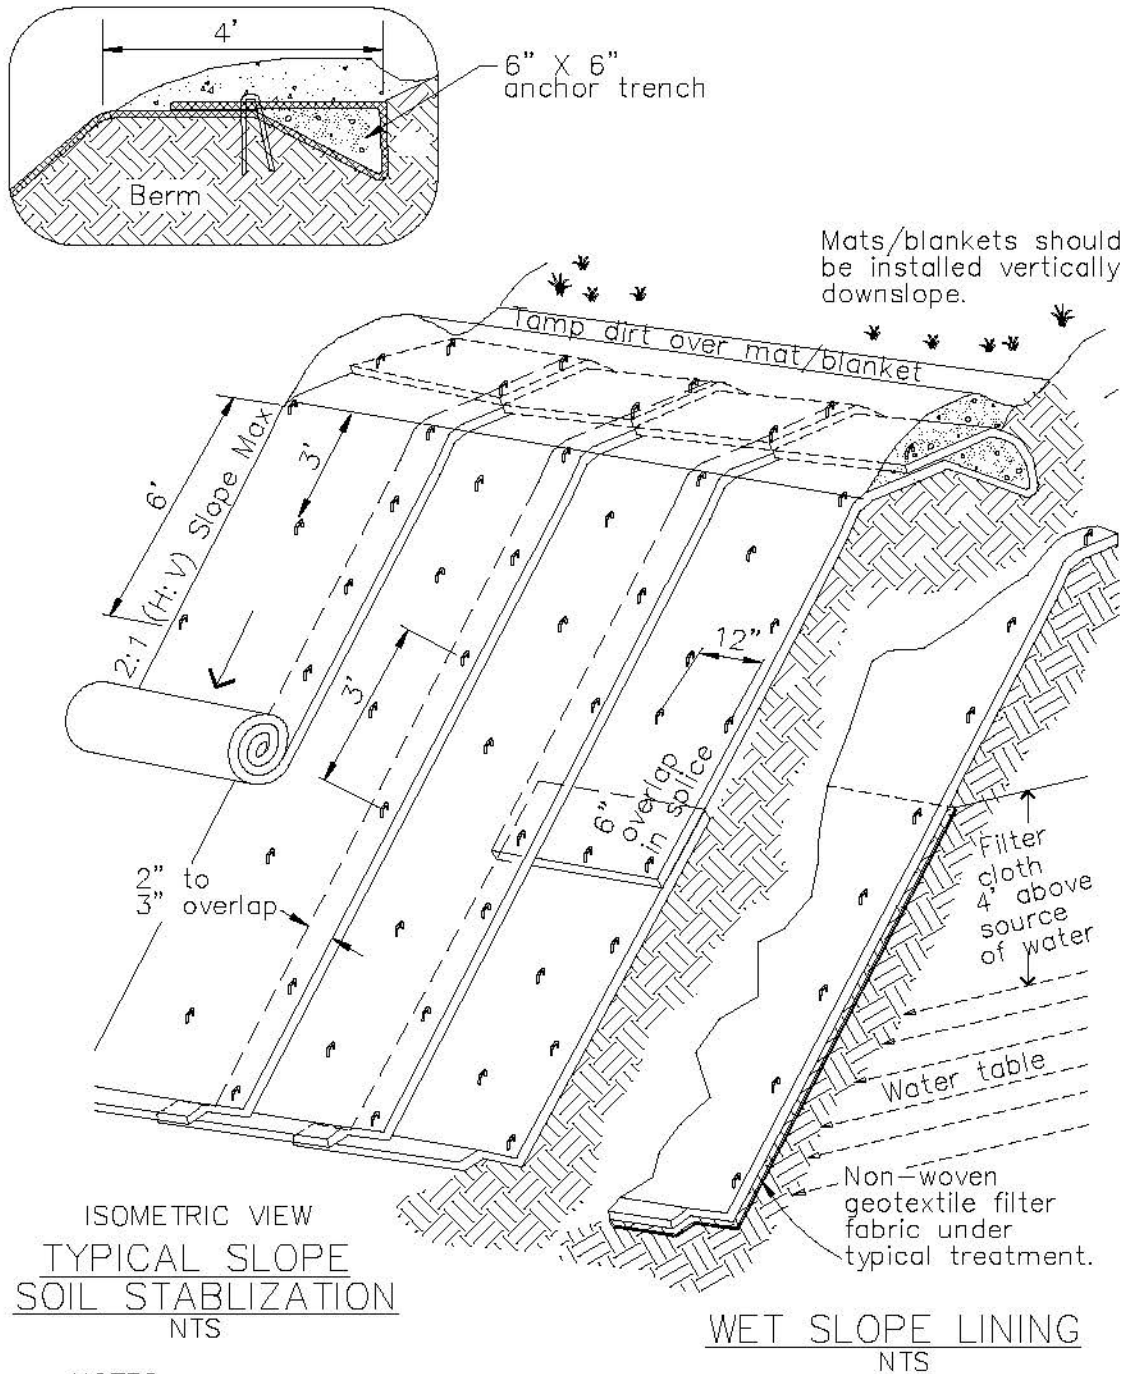 4'
6" X 6"
anchor trench
Berm
Mats/blankets should
be installed vertically
downslope.
Tamp dirt over mat/blanket
6'
3'
2:1 (H: V) Slope Max
3'
12"
6"
overlap
in splice
2" to
3" overlap
Filter
cloth
4' above
source
of water
Water table
Non-woven
geotextile filter
fabric under
typical treatment.
ISOMETRIC VIEW
TYPICAL SLOPE
SOIL STABLIZATION
NTS
WET SLOPE LINING
NTS